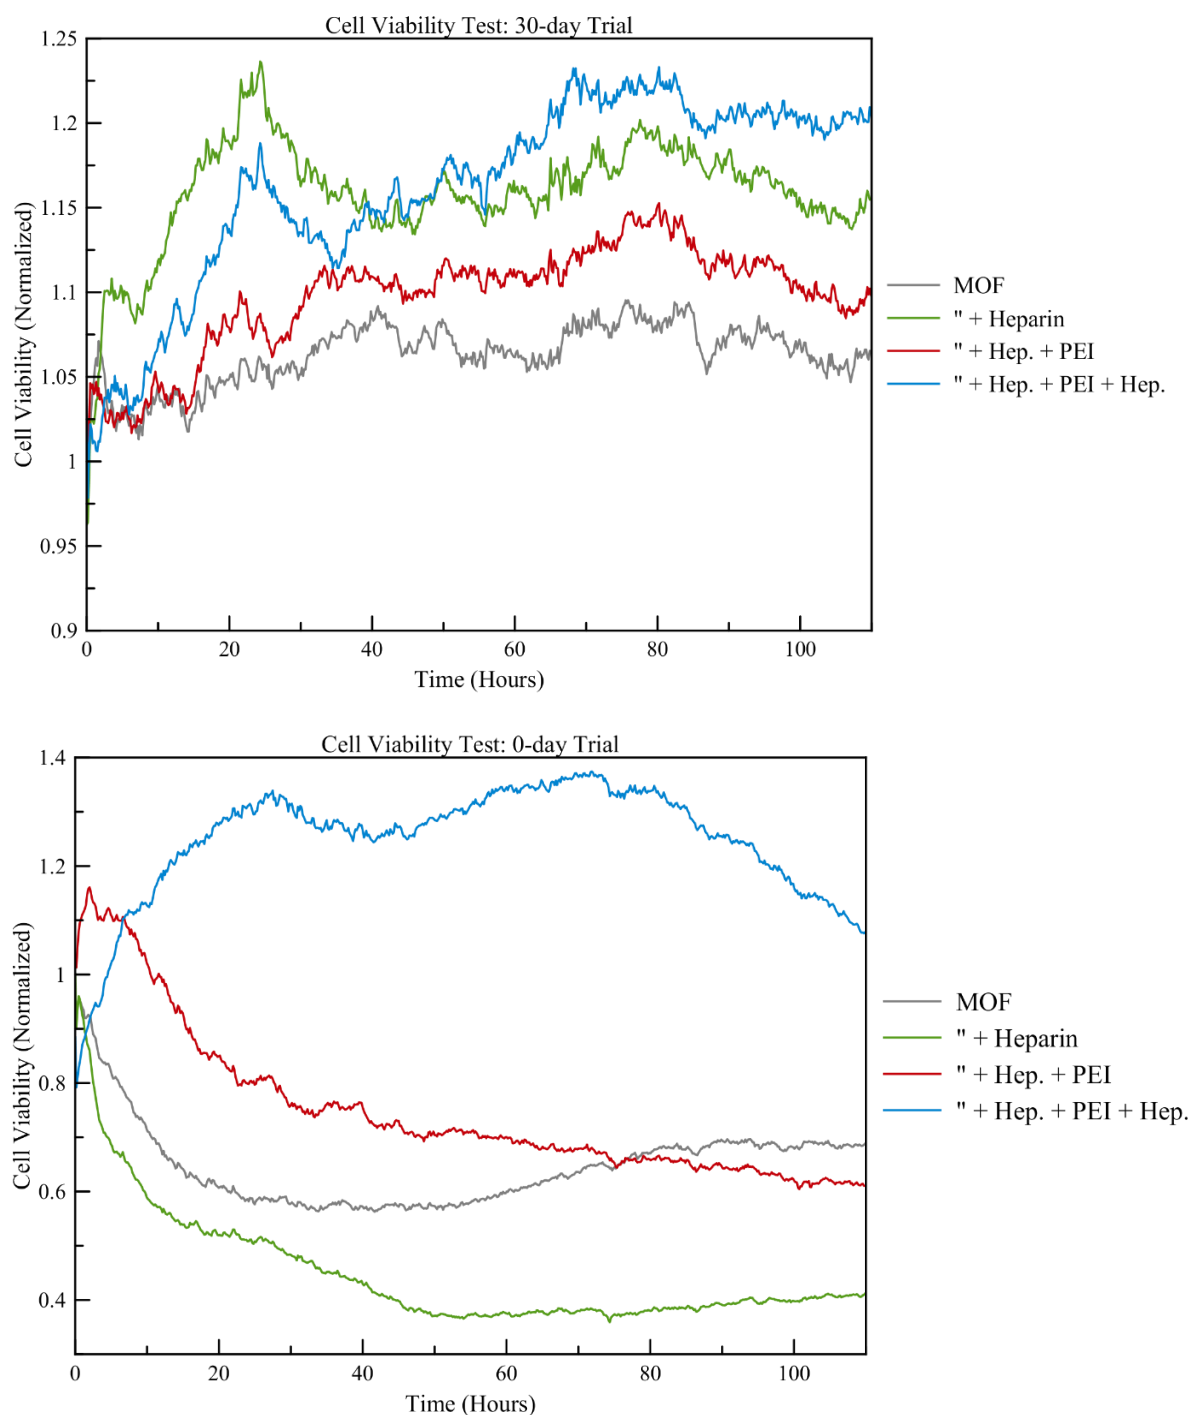 Cell Viability Test: 30-day Trial
1.25
1.2
1.15
1.1
1.05
1
0.95
0.9
Cell Viability (Normalized)
0 20 40 60 80 100
Time (Hours)
MOF
" + Heparin
" + Hep. + PEI
" + Hep. + PEI + Hep.
Cell Viability Test: 0-day Trial
1.4
1.2
1
0.8
0.6
0.4
Cell Viability (Normalized)
0 20 40 60 80 100
Time (Hours)
MOF
" + Heparin
" + Hep. + PEI
" + Hep. + PEI + Hep.